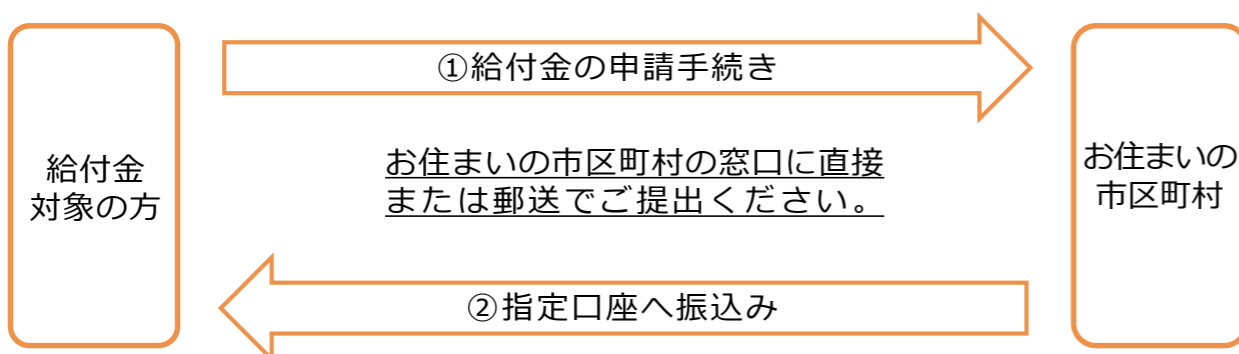 ①給付金の申請手続き
給付金
対象の方
お住まいの市区町村の窓口に直接
または郵送でご提出ください。
お住まいの
市区町村
②指定口座へ振込み